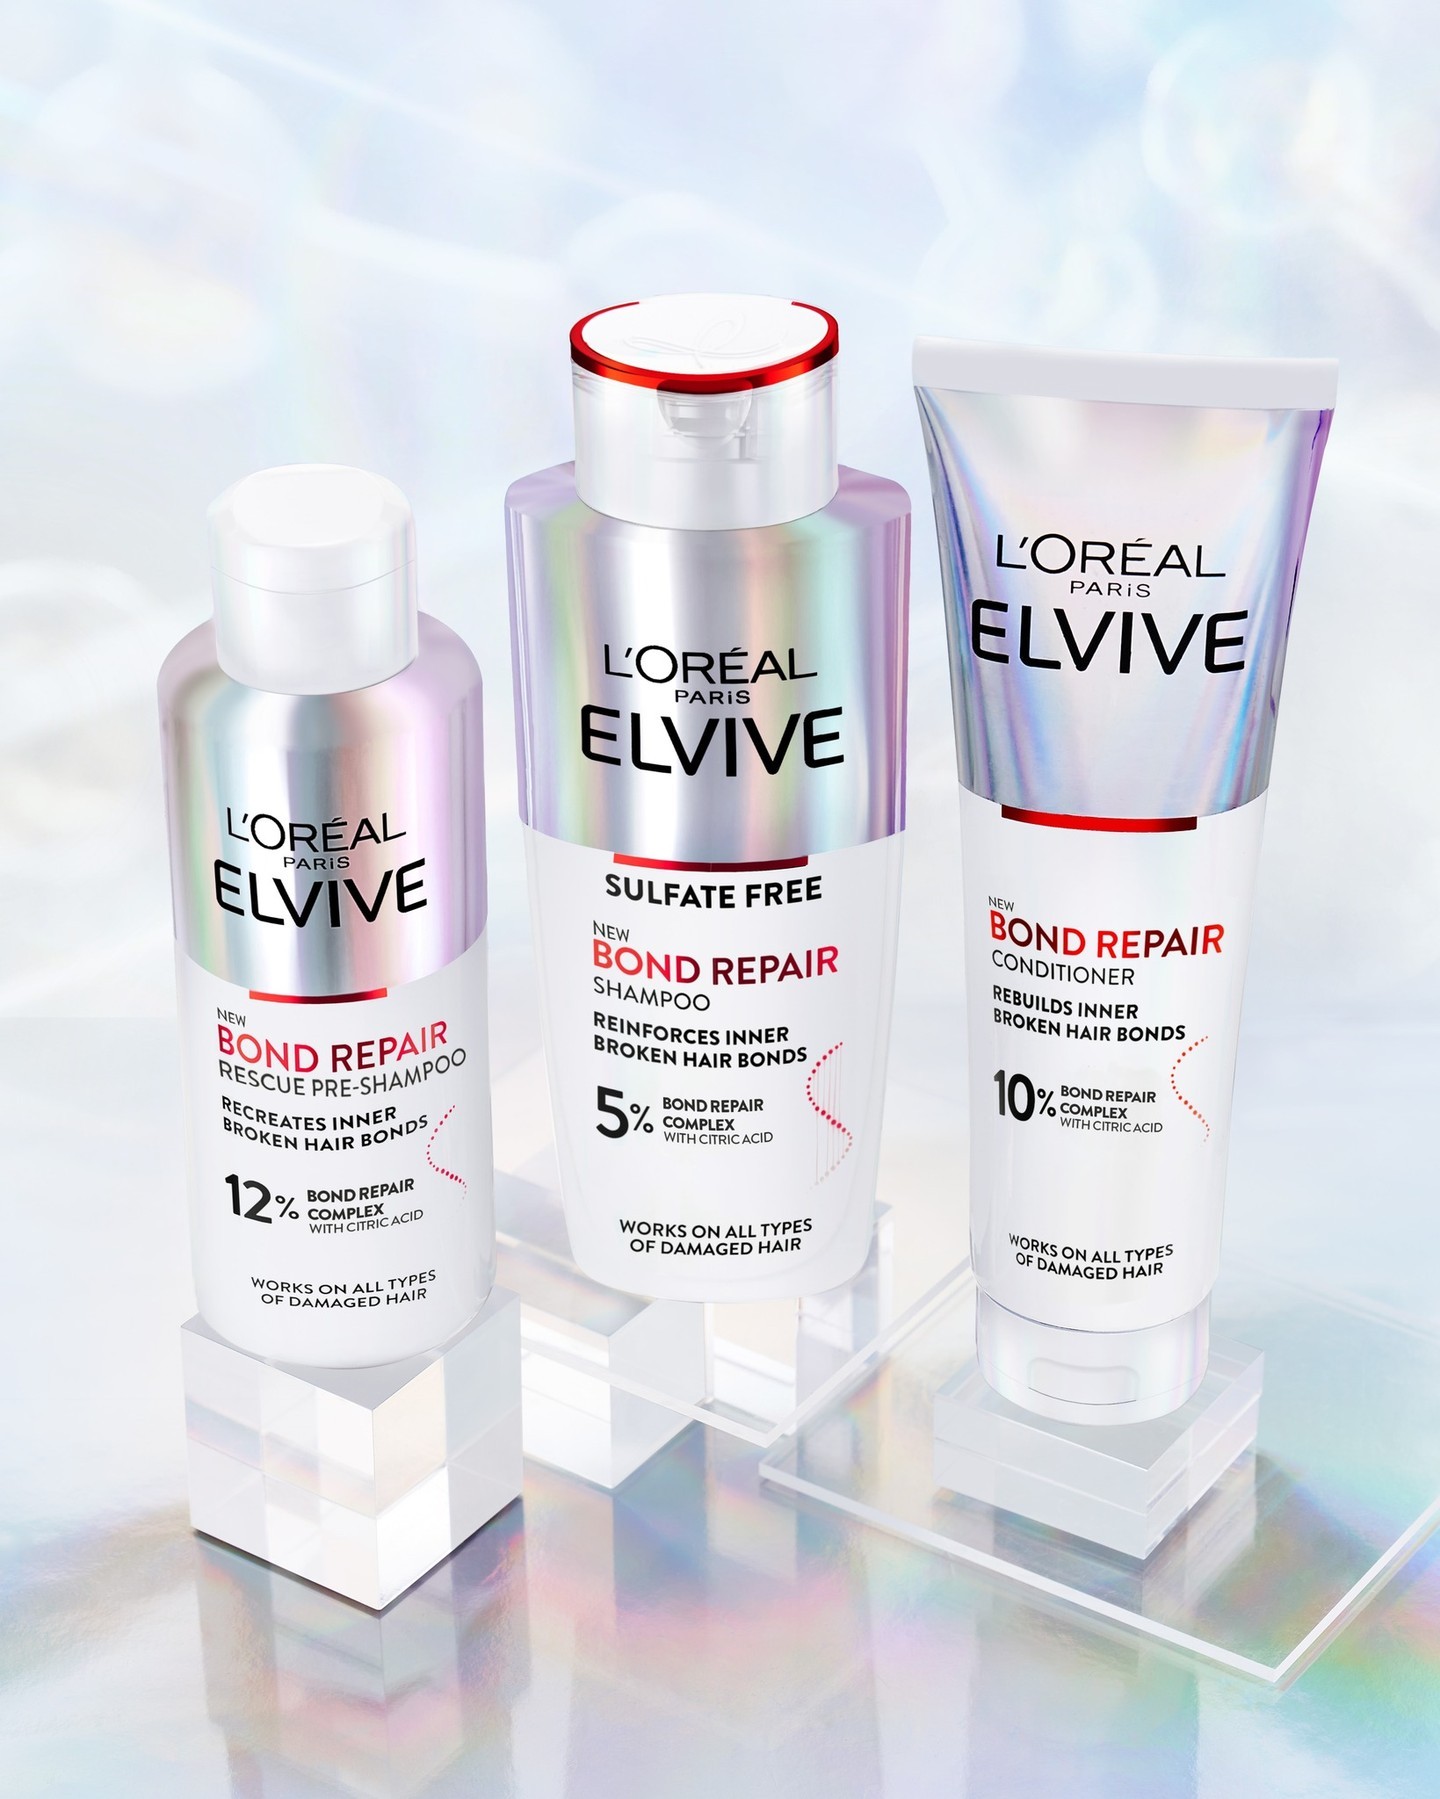 L'ORÉAL
PARiS
ELVIVE
NEW
BOND REPAIR
RESCUE PRE-SHAMPOO
RECREATES INNER
BROKEN HAIR BONDS
12% BOND REPAIR
COMPLEX
WITH CITRIC ACID
WORKS ON ALL TYPES
OF DAMAGED HAIR
L'ORÉAL
PARiS
ELVIVE
SULFATE FREE
NEW
BOND REPAIR
SHAMPOO
REINFORCES INNER
BROKEN HAIR BONDS
5% BOND REPAIR
COMPLEX
WITH CITRIC ACID
WORKS ON ALL TYPES
OF DAMAGED HAIR
L'ORÉAL
PARiS
ELVIVE
NEW
BOND REPAIR
CONDITIONER
REBUILDS INNER
BROKEN HAIR BONDS
10% BOND REPAIR
COMPLEX
WITH CITRIC ACID
WORKS ON ALL TYPES
OF DAMAGED HAIR